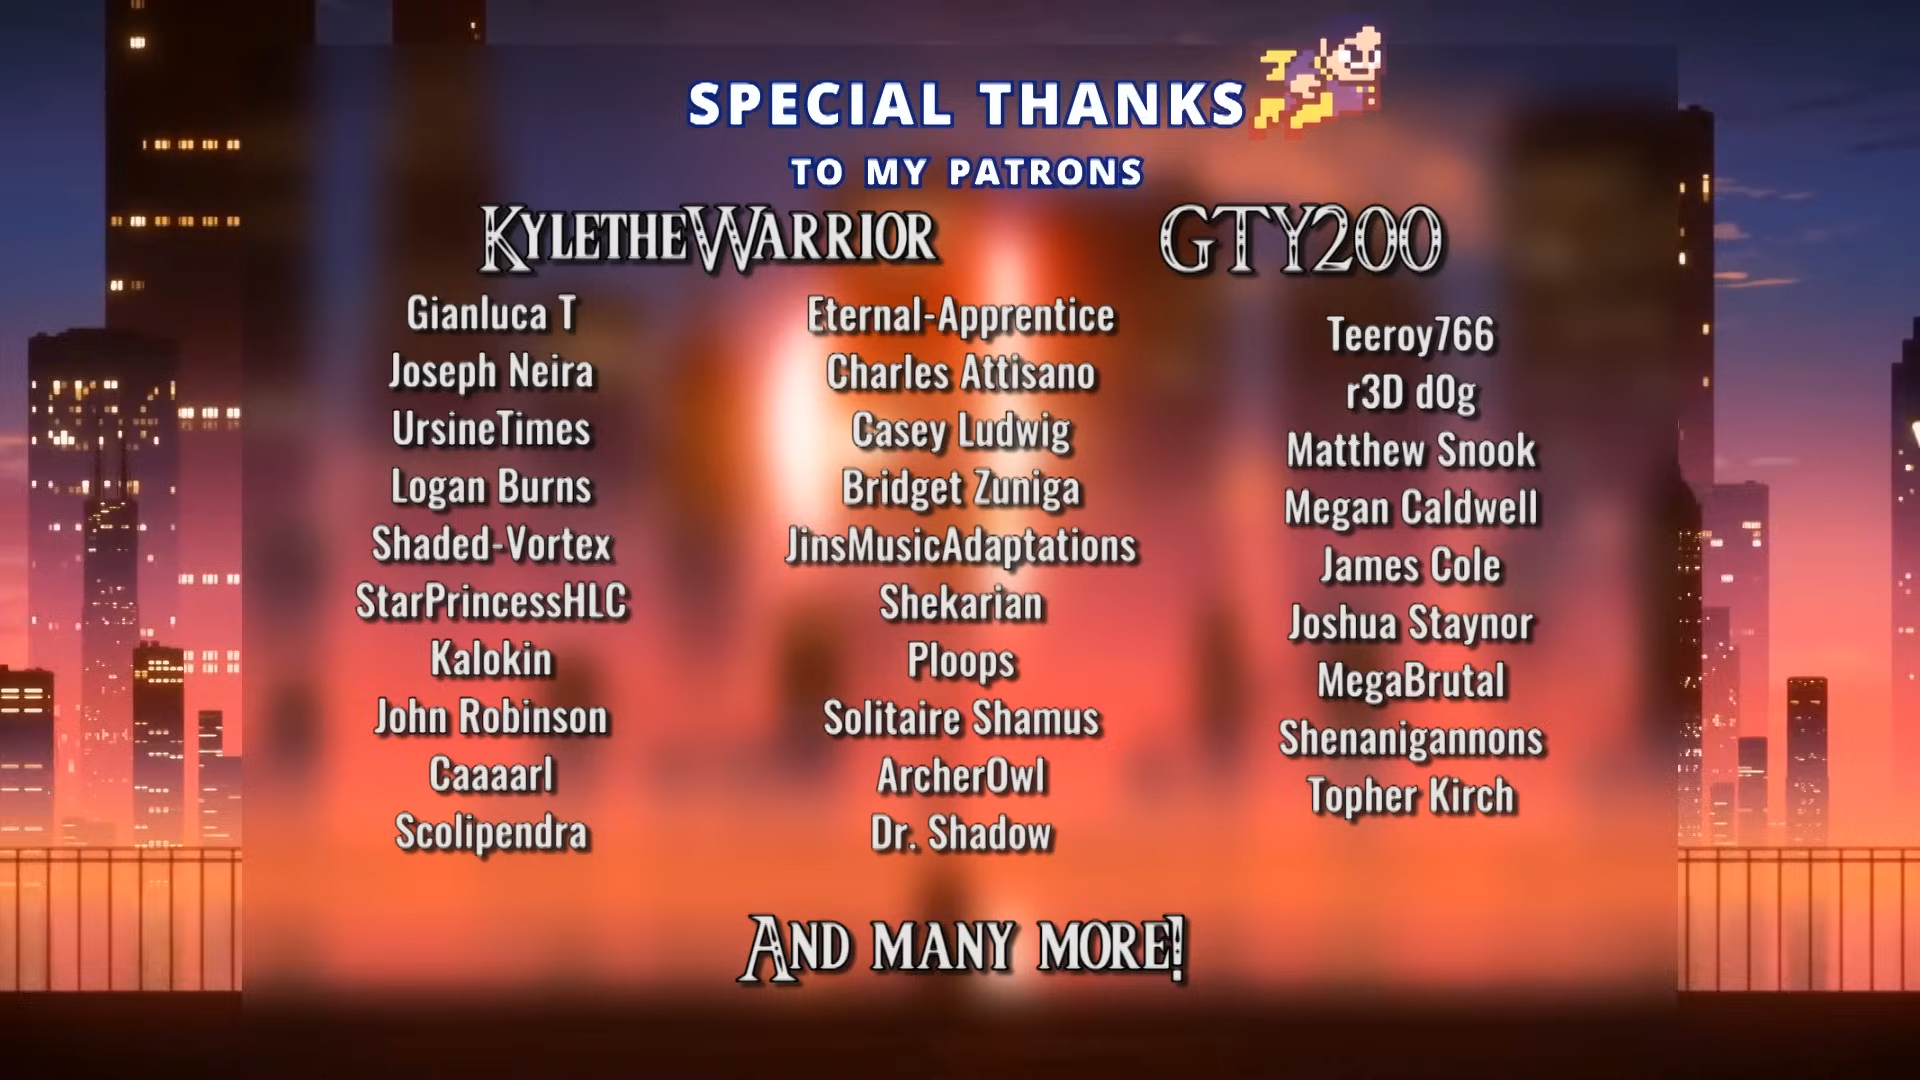 SPECIAL THANKS
TO MY PATRONS
KyletheWarrior
GTY200
Gianluca T
Joseph Neira
UrsineTimes
Logan Burns
Shaded-Vortex
StarPrincessHLC
Kalokin
John Robinson
Caaaarl
Scolipendra
Eternal-Apprentice
Charles Attisano
Casey Ludwig
Bridget Zuniga
JinsMusicAdaptations
Shekarian
Ploops
Solitaire Shamus
ArcherOwl
Dr. Shadow
Teeroy766
r3D d0g
Matthew Snook
Megan Caldwell
James Cole
Joshua Staynor
MegaBrutal
Shenanigannons
Topher Kirch
And many more!